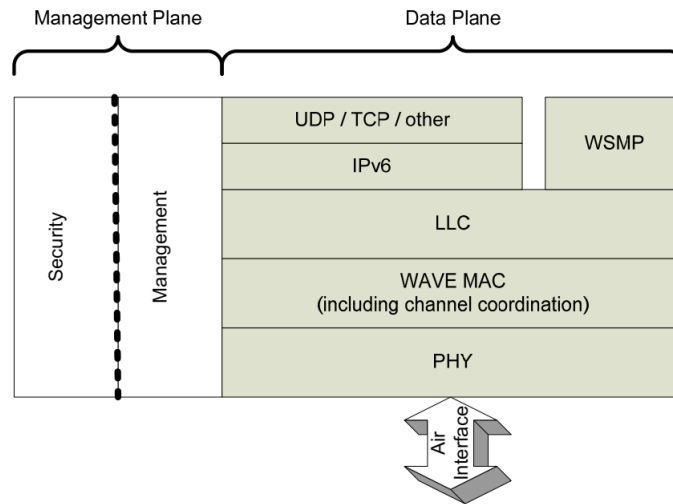 Management Plane
Data Plane
Security
Management
UDP / TCP / other
WSMP
IPv6
LLC
WAVE MAC
(including channel coordination)
PHY
Air
Interface